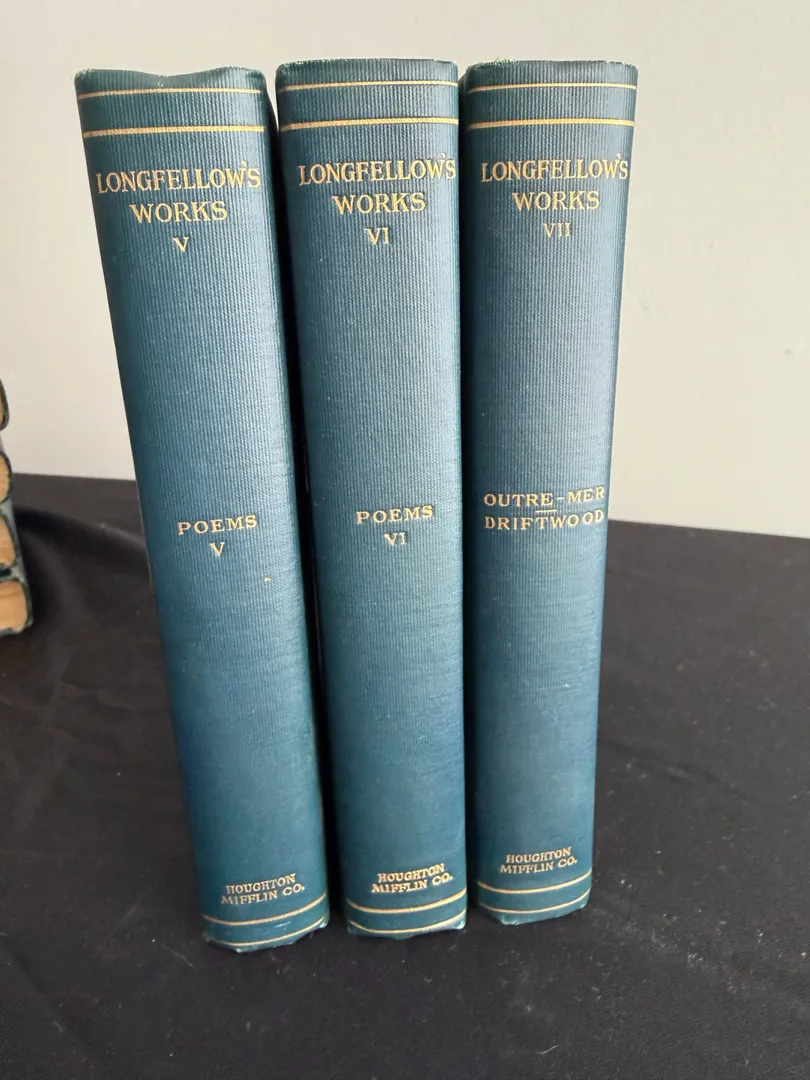 LONGFELLOW'S
WORKS
V
POEMS
V
HOUGHTON
MIFFLIN CO.
LONGFELLOW'S
WORKS
VI
POEMS
VI
HOUGHTON
MIFFLIN CO.
LONGFELLOW'S
WORKS
VII
OUTRE-MER
DRIFTWOOD
HOUGHTON
MIFFLIN CO.